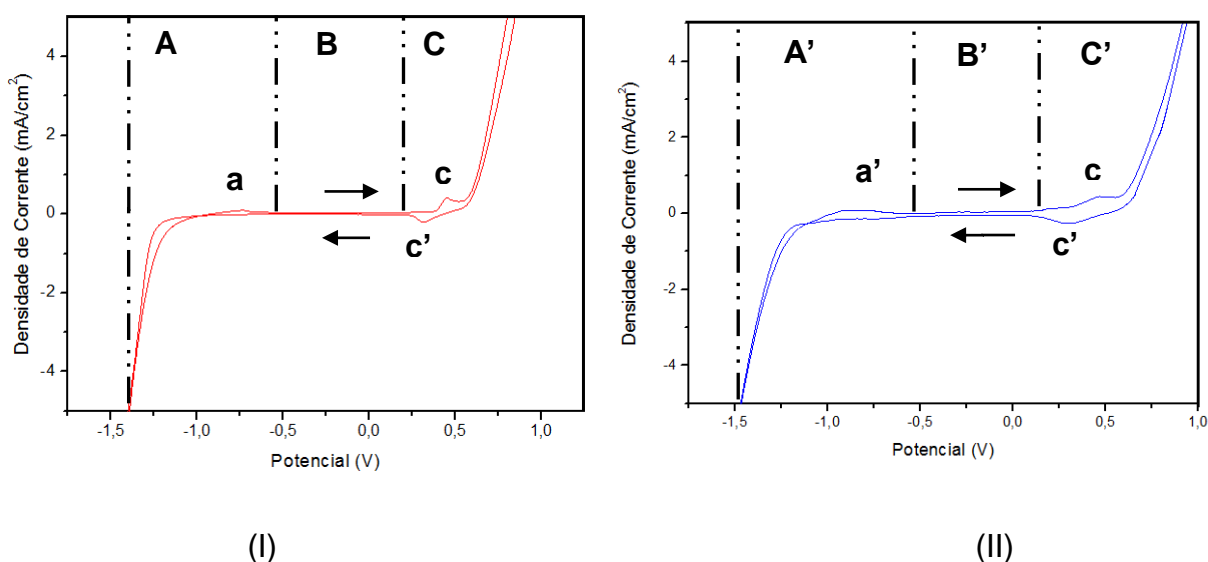 A B C
a
c
c’
Densidade de Corrente (mA/cm²)
4
2
0
-2
-4
-1,5 -1,0 -0,5 0,0 0,5 1,0
Potencial (V)
(I)
A’ B’ C’
a’
c
c’
Densidade de Corrente (mA/cm²)
4
2
0
-2
-4
-1,5 -1,0 -0,5 0,0 0,5 1,0
Potencial (V)
(II)